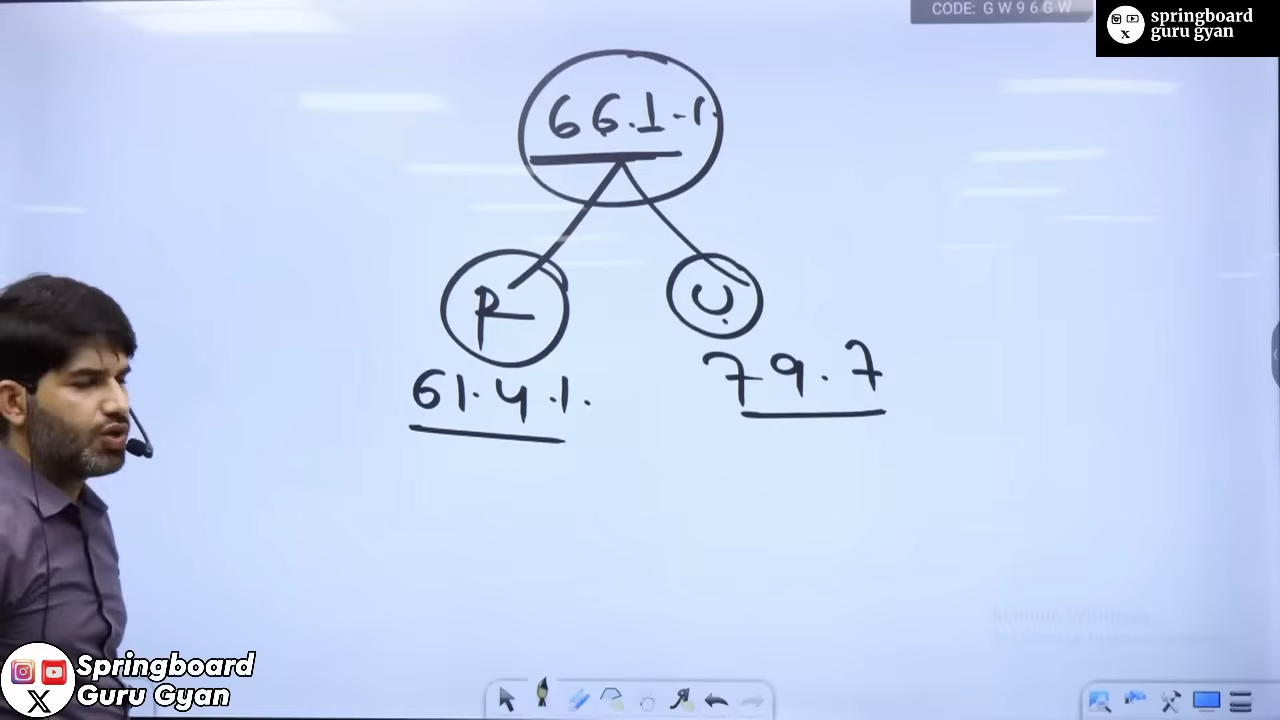 CODE: G W 9 6 G W
springboard
guru gyan
66.1.1.
R
U
61.4.1.
79.7
Springboard
Guru Gyan